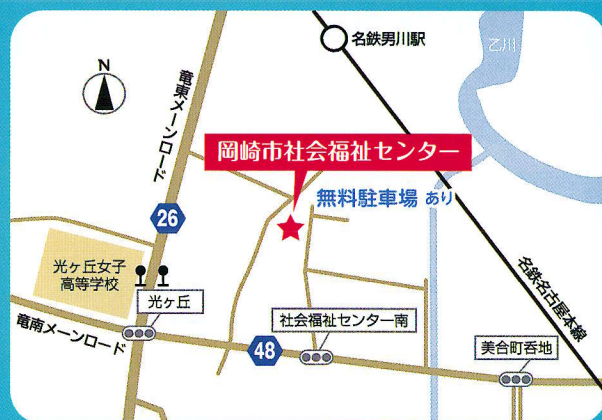 名鉄男川駅
乙川
N
竜東メーンロード
岡崎市社会福祉センター
無料駐車場 あり
26
光ヶ丘女子
高等学校
光ヶ丘
竜南メーンロード
社会福祉センター南
48
美合町呑地
名鉄名古屋本線